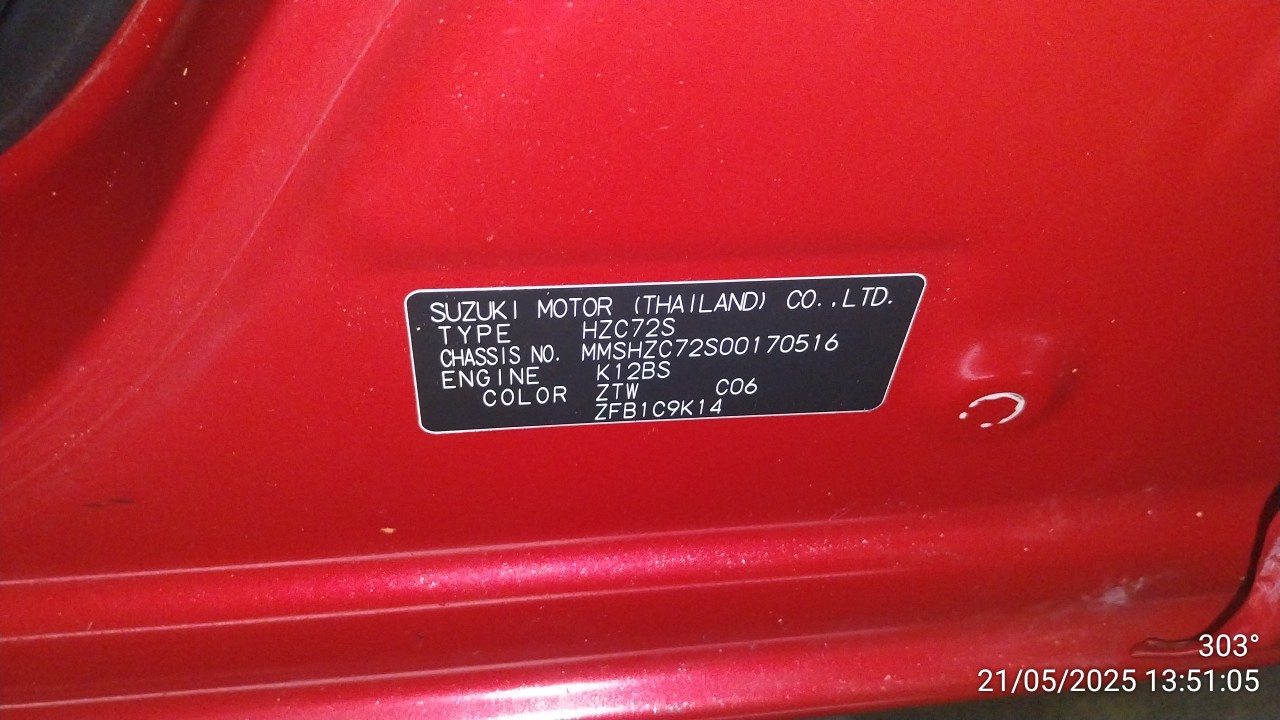 SUZUKI MOTOR (THAILAND) CO.,LTD.
TYPE HZC72S
CHASSIS NO. MMSHZC72S00170516
ENGINE K12BS
COLOR ZTW C06
ZFB1C9K14
303°
21/05/2025 13:51:05